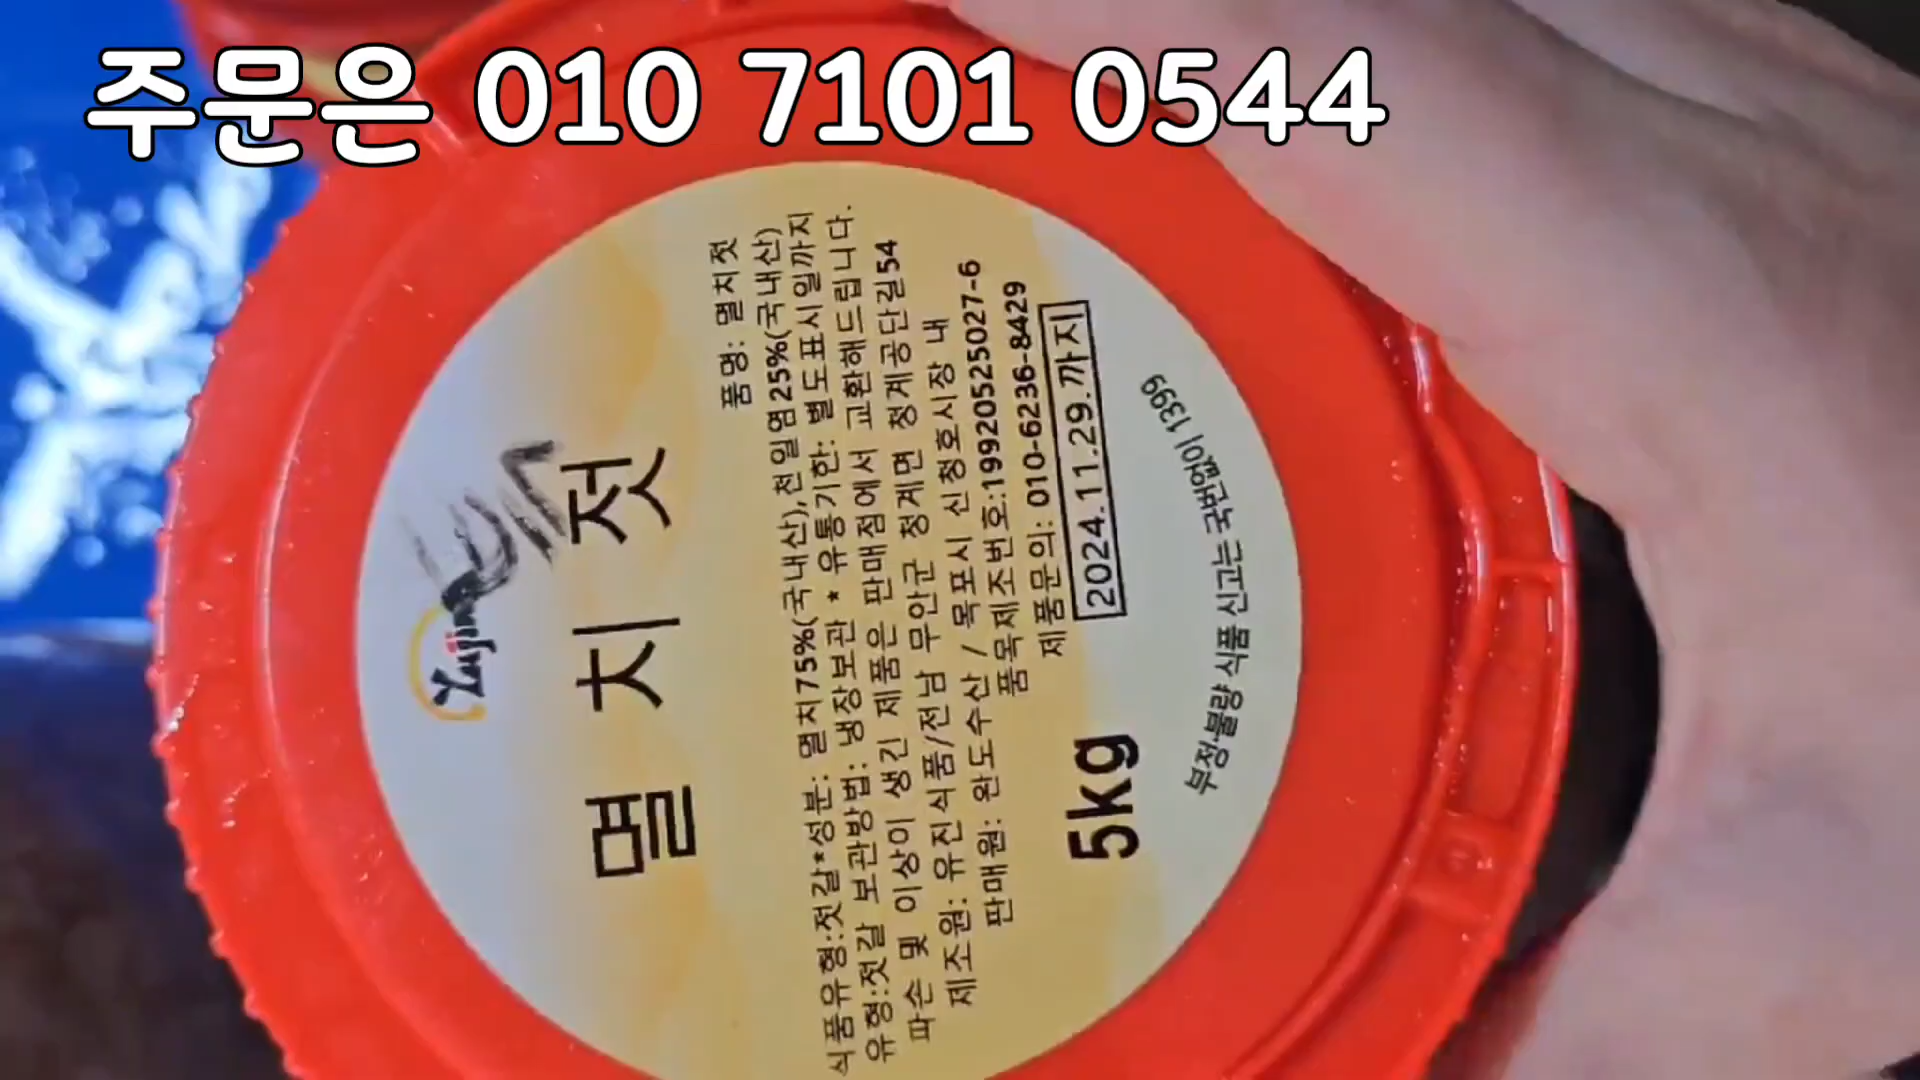 주문은 010 7101 0544
Yujin
멸치젓
품명: 멸치젓
식품유형:젓갈*성분: 멸치75%(국내산),천일염25%(국내산)
유형:젓갈 보관방법: 냉장보관 * 유통기한: 별도표시일까지
파손 및 이상이 생긴 제품은 판매점에서 교환해드립니다.
제조원: 유진식품/전남 무안군 청계면 청계공단길54
판매원: 완도수산 / 목포시 신청호시장 내
품목제조번호:19920525027-6
제품문의: 010-6236-8429
5kg
2024.11.29.까지
부정·불량 식품 신고는 국번없이 1399